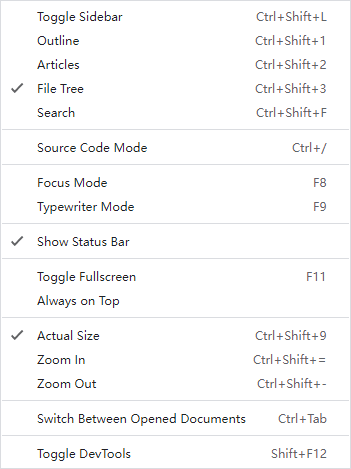 Toggle Sidebar Ctrl+Shift+L
Outline Ctrl+Shift+1
Articles Ctrl+Shift+2
File Tree Ctrl+Shift+3
Search Ctrl+Shift+F
Source Code Mode Ctrl+/
Focus Mode F8
Typewriter Mode F9
Show Status Bar
Toggle Fullscreen F11
Always on Top
Actual Size Ctrl+Shift+9
Zoom In Ctrl+Shift+=
Zoom Out Ctrl+Shift+-
Switch Between Opened Documents Ctrl+Tab
Toggle DevTools Shift+F12